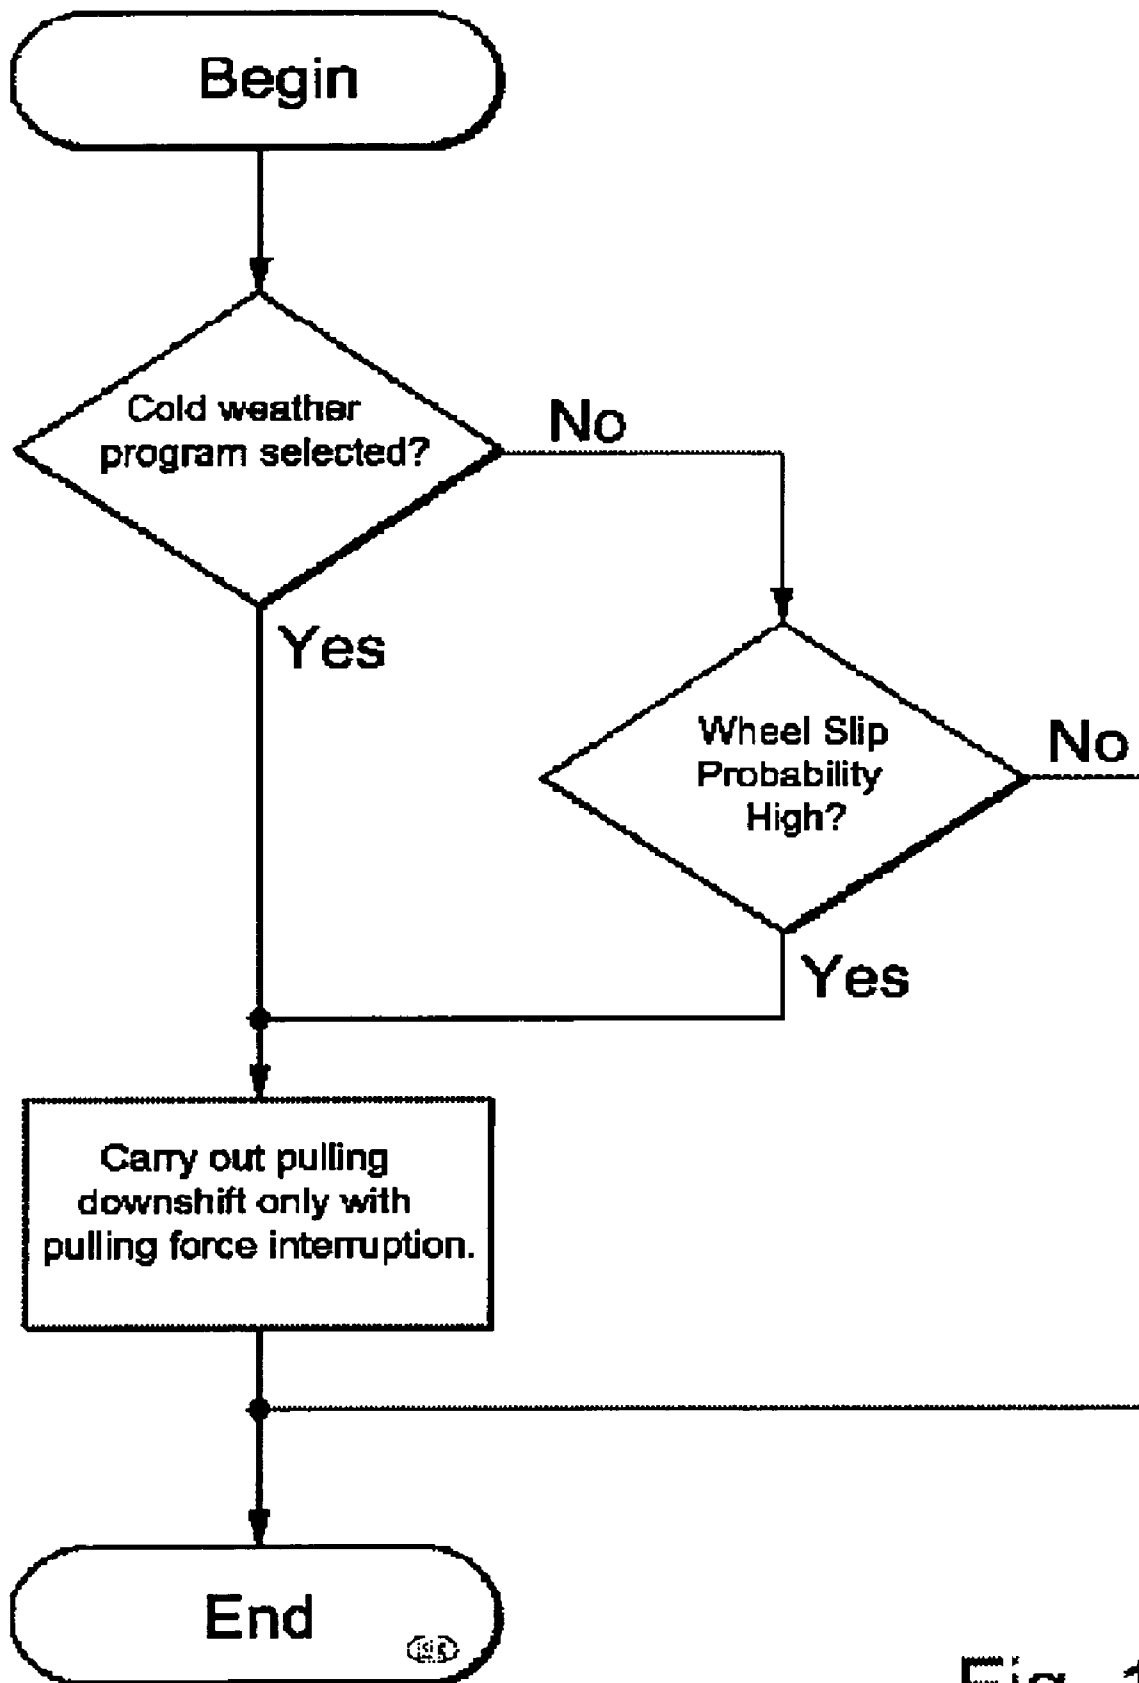 Begin
Cold weather
program selected?
No
Yes
Wheel Slip
Probability
High?
No
Yes
Carry out pulling
downshift only with
pulling force interruption.
End
Fig.